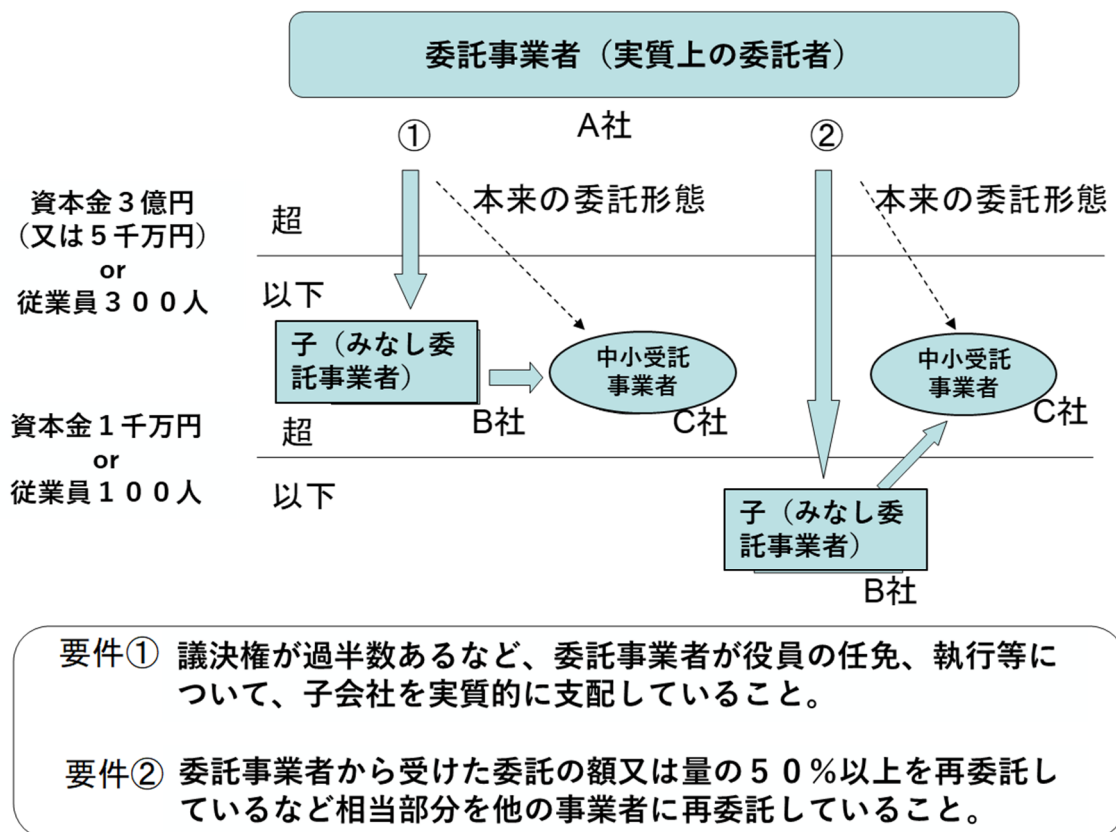 委託事業者（実質上の委託者）
A社
①
②
本来の委託形態
本来の委託形態
資本金３億円
（又は５千万円）
or
従業員３００人
超
以下
子（みなし委
託事業者）
B社
中小受託
事業者
C社
中小受託
事業者
C社
資本金１千万円
or
従業員１００人
超
以下
子（みなし委
託事業者）
B社
要件① 議決権が過半数あるなど、委託事業者が役員の任免、執行等に
ついて、子会社を実質的に支配していること。
要件② 委託事業者から受けた委託の額又は量の５０％以上を再委託し
ているなど相当部分を他の事業者に再委託していること。